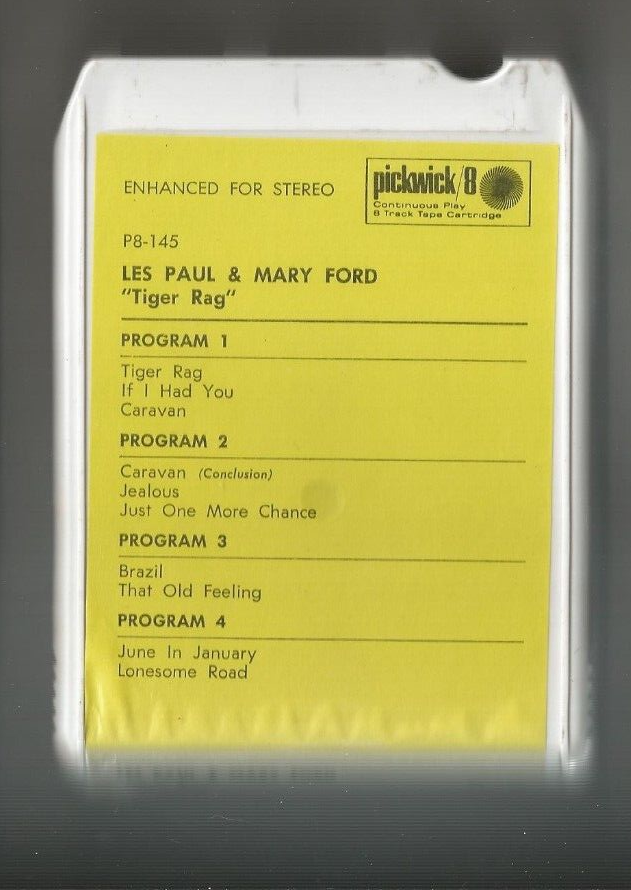 ENHANCED FOR STEREO
pickwick/8
Continuous Play
8 Track Tape Cartridge
P8-145
LES PAUL & MARY FORD
"Tiger Rag"
PROGRAM 1
Tiger Rag
If I Had You
Caravan
PROGRAM 2
Caravan (Conclusion)
Jealous
Just One More Chance
PROGRAM 3
Brazil
That Old Feeling
PROGRAM 4
June In January
Lonesome Road